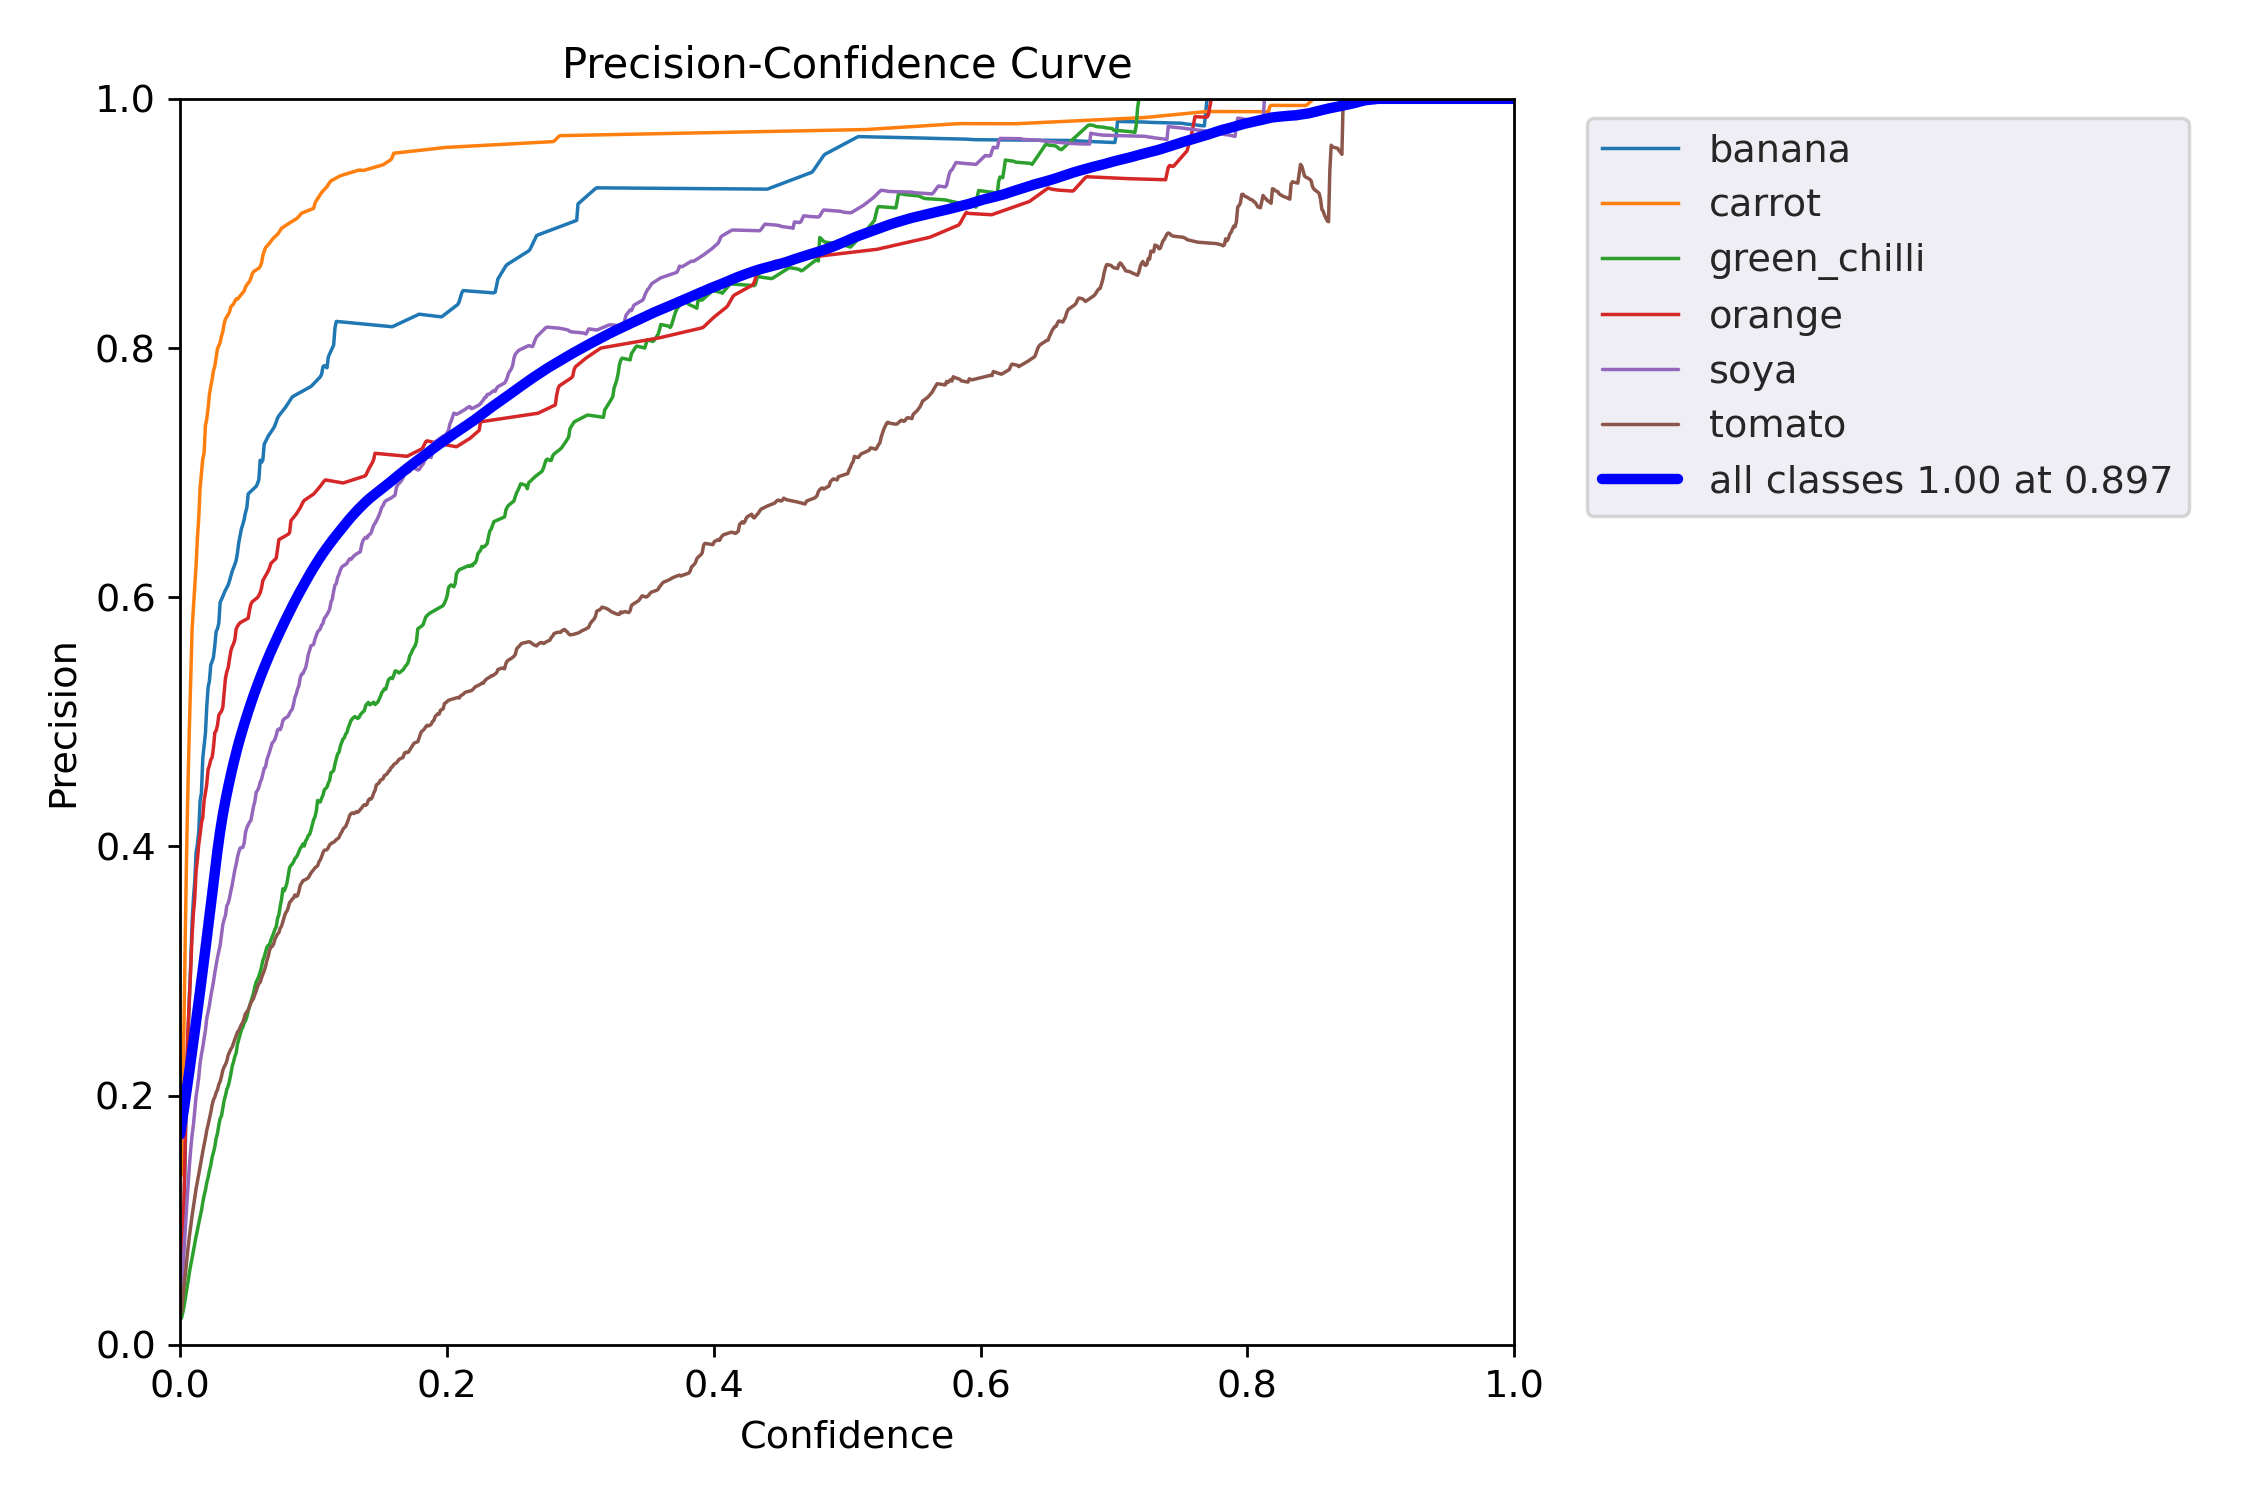 Precision-Confidence Curve
1.0
0.8
0.6
0.4
0.2
0.0
Precision
0.0 0.2 0.4 0.6 0.8 1.0
Confidence
banana
carrot
green_chilli
orange
soya
tomato
all classes 1.00 at 0.897